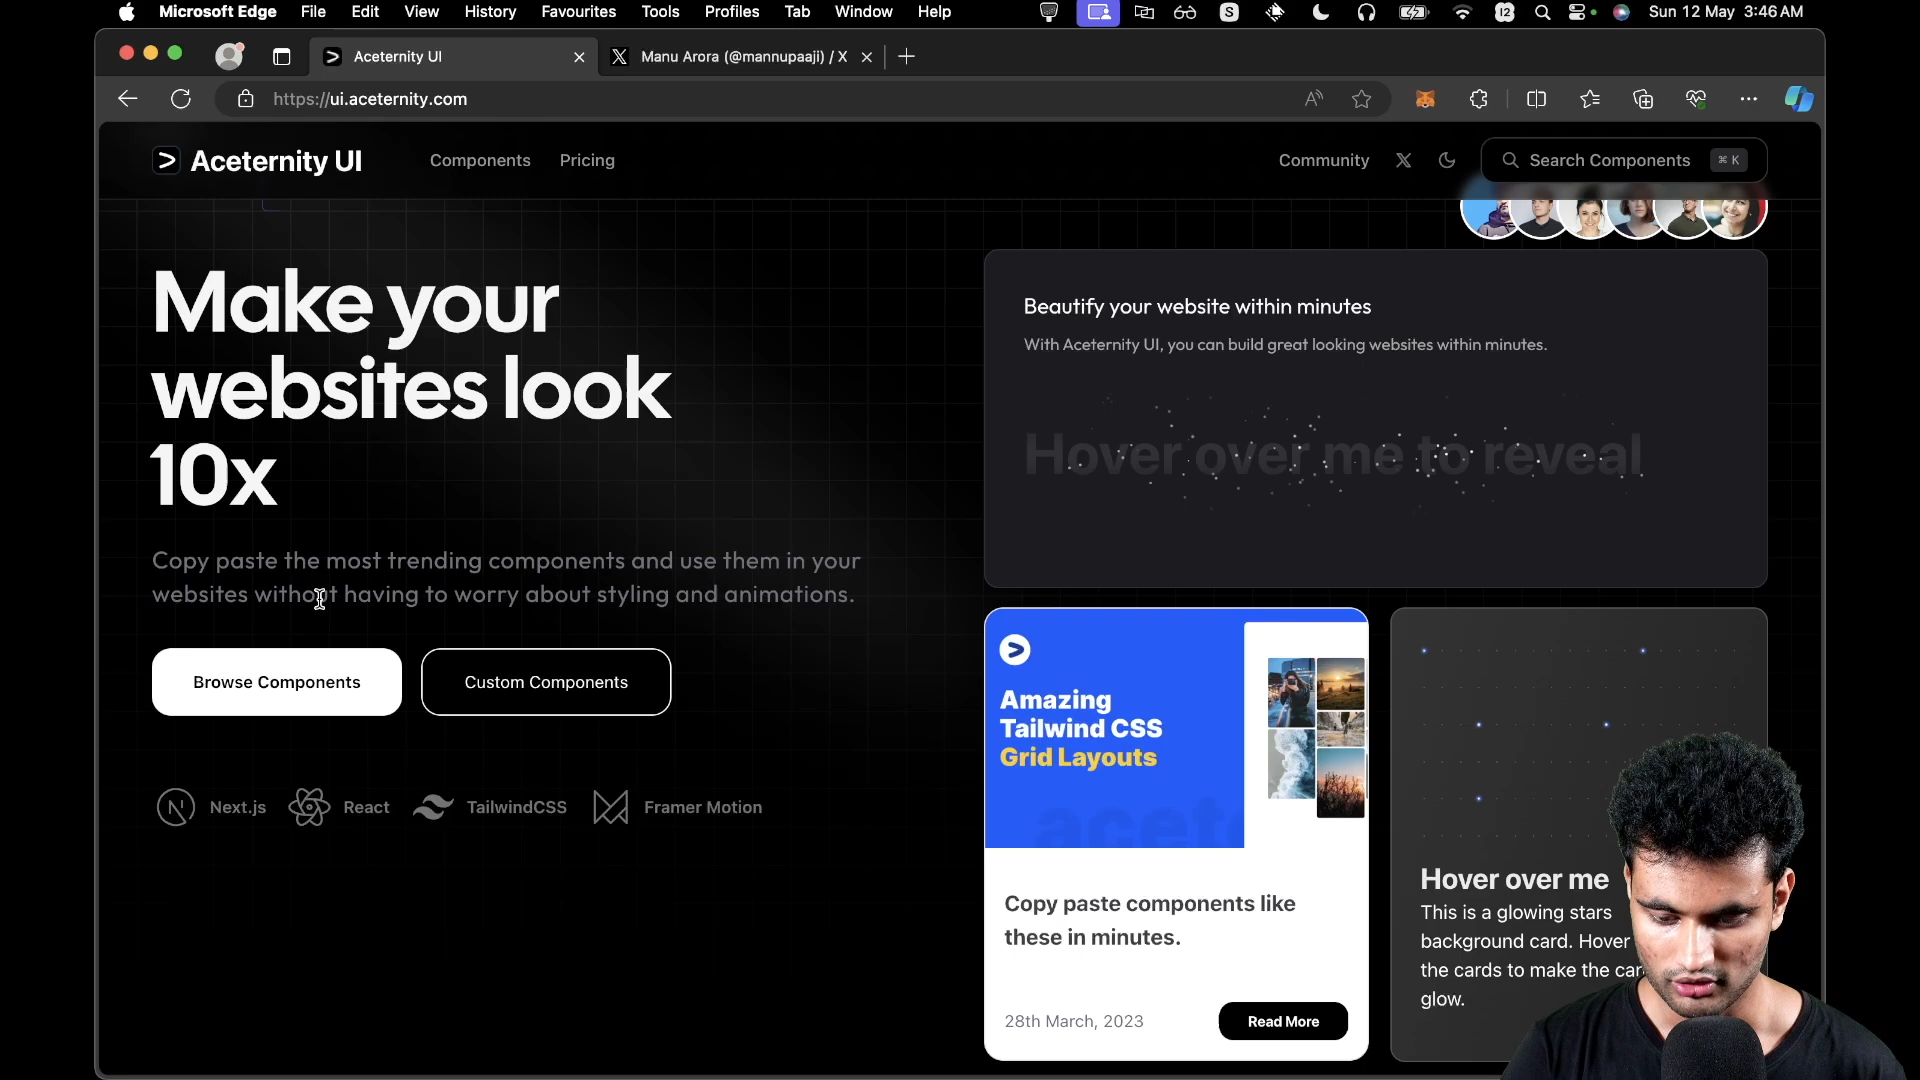 Microsoft Edge File Edit View History Favourites Tools Profiles Tab Window Help
S 12 Sun 12 May 3:46 AM
Aceternity UI
Manu Arora (@mannupaaji) / X
https://ui.aceternity.com
Aceternity UI
Components
Pricing
Community
Search Components
⌘ K
Make your
websites look
10x
Copy paste the most trending components and use them in your
websites without having to worry about styling and animations.
Browse Components
Custom Components
Next.js
React
TailwindCSS
Framer Motion
Beautify your website within minutes
With Aceternity UI, you can build great looking websites within minutes.
Hover over me to reveal
Amazing
Tailwind CSS
Grid Layouts
acet
Copy paste components like
these in minutes.
28th March, 2023
Read More
Hover over me
This is a glowing stars
background card. Hover
the cards to make the car
glow.